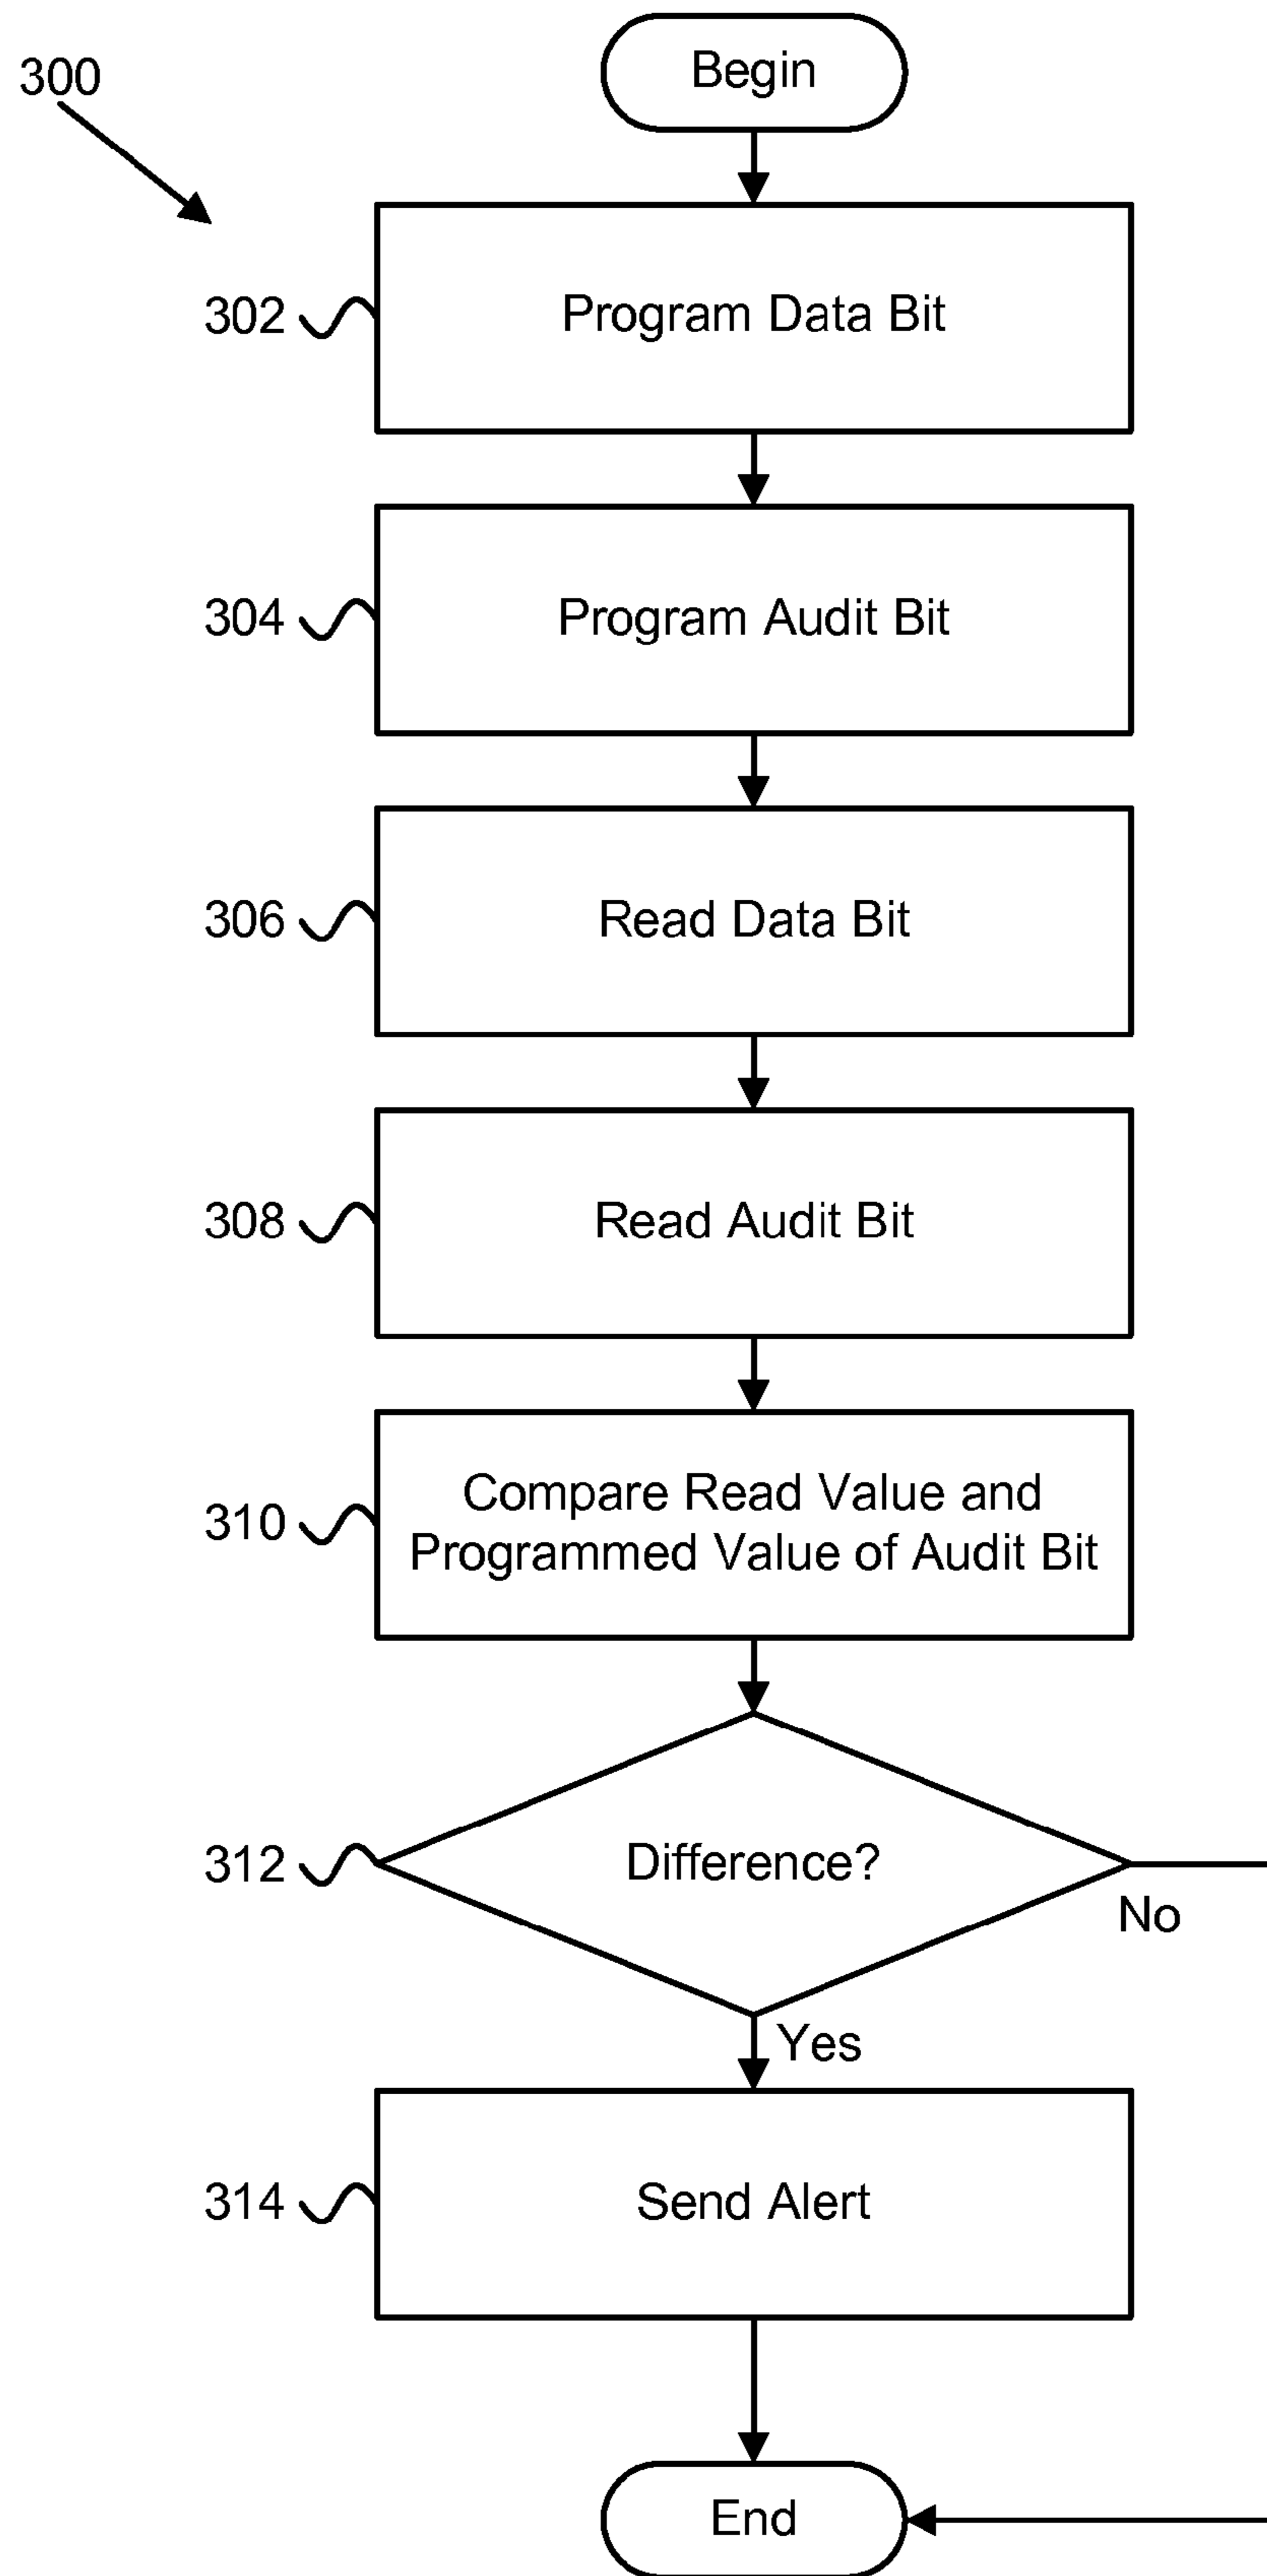 300
Begin
302
Program Data Bit
304
Program Audit Bit
306
Read Data Bit
308
Read Audit Bit
310
Compare Read Value and
Programmed Value of Audit Bit
312
Difference?
No
Yes
314
Send Alert
End